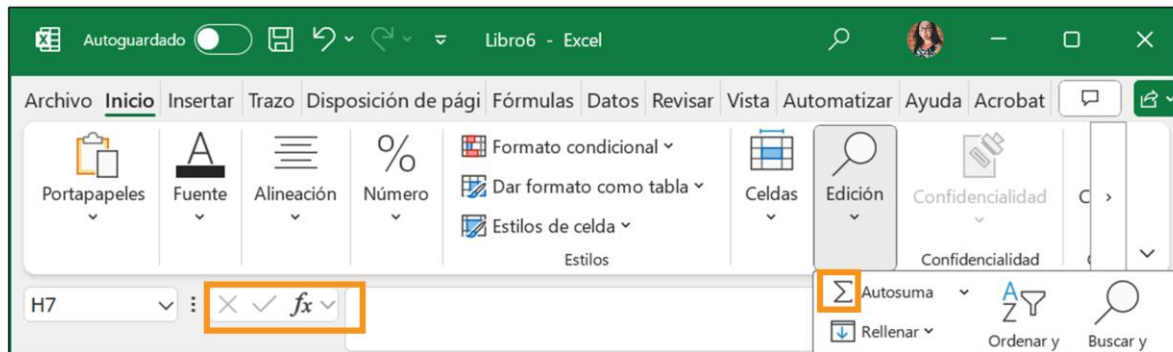 Autoguardado Libro6 - Excel
Archivo Inicio Insertar Trazo Disposición de pági Fórmulas Datos Revisar Vista Automatizar Ayuda Acrobat
Portapapeles
Fuente
Alineación
%
Número
Formato condicional
Dar formato como tabla
Estilos de celda
Estilos
Celdas
Edición
Confidencialidad
Confidencialidad
H7
fx
Σ Autosuma
Rellenar
AZ
Ordenar y
Buscar y